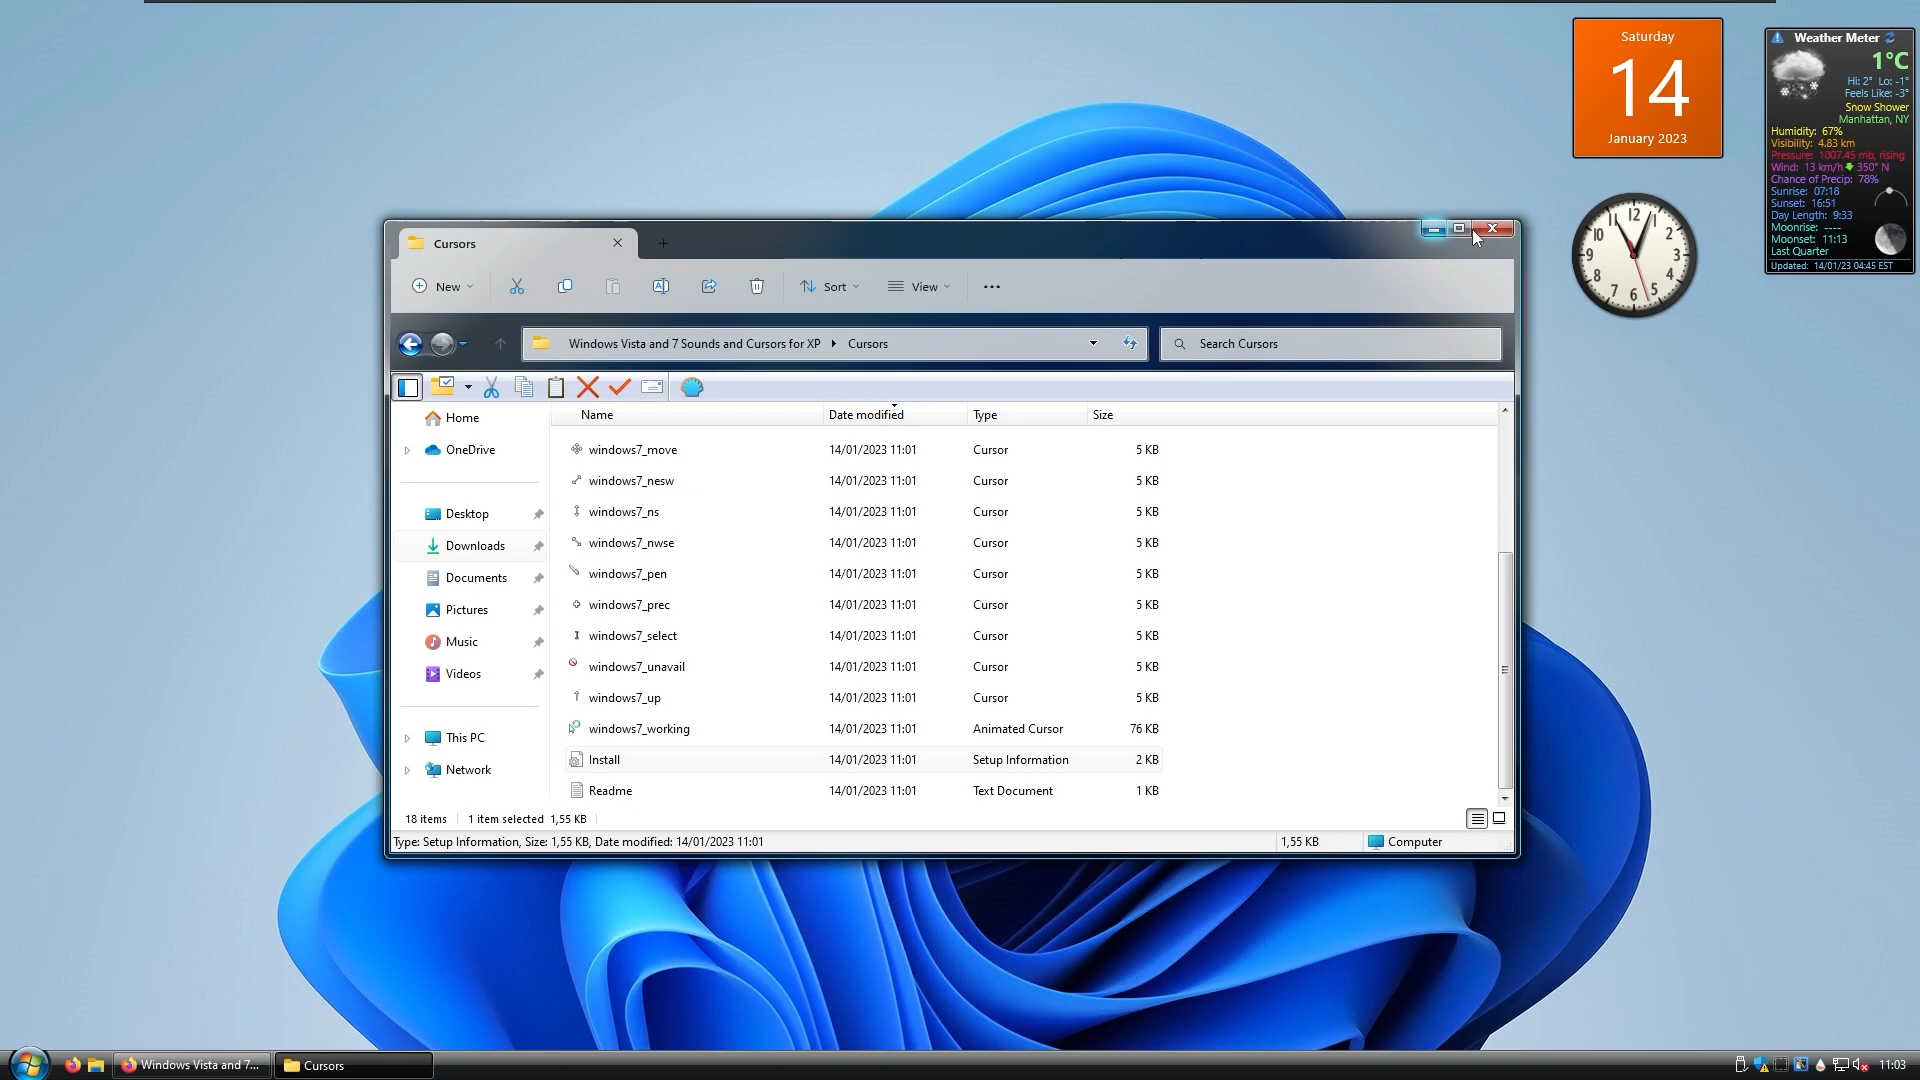 Saturday
14
January 2023
Weather Meter
1°C
Hi: 2° Lo: -1°
Feels Like: -3°
Snow Shower
Manhattan, NY
Humidity: 67%
Visibility: 4.83 km
Pressure: 1007.45 mb, rising
Wind: 13 km/h 350° N
Chance of Precip: 78%
Sunrise: 07:18
Sunset: 16:51
Day Length: 9:33
Moonrise: ----
Moonset: 11:13
Last Quarter
Updated: 14/01/23 04:45 EST
12
1
2
3
4
5
6
7
8
9
10
11
Cursors
New
Sort
View
Windows Vista and 7 Sounds and Cursors for XP Cursors
Search Cursors
Home
OneDrive
Desktop
Downloads
Documents
Pictures
Music
Videos
This PC
Network
Name Date modified Type Size
windows7_move 14/01/2023 11:01 Cursor 5 KB
windows7_nesw 14/01/2023 11:01 Cursor 5 KB
windows7_ns 14/01/2023 11:01 Cursor 5 KB
windows7_nwse 14/01/2023 11:01 Cursor 5 KB
windows7_pen 14/01/2023 11:01 Cursor 5 KB
windows7_prec 14/01/2023 11:01 Cursor 5 KB
windows7_select 14/01/2023 11:01 Cursor 5 KB
windows7_unavail 14/01/2023 11:01 Cursor 5 KB
windows7_up 14/01/2023 11:01 Cursor 5 KB
windows7_working 14/01/2023 11:01 Animated Cursor 76 KB
Install 14/01/2023 11:01 Setup Information 2 KB
Readme 14/01/2023 11:01 Text Document 1 KB
18 items 1 item selected 1,55 KB
Type: Setup Information, Size: 1,55 KB, Date modified: 14/01/2023 11:01 1,55 KB Computer
Windows Vista and 7...
Cursors
11:03